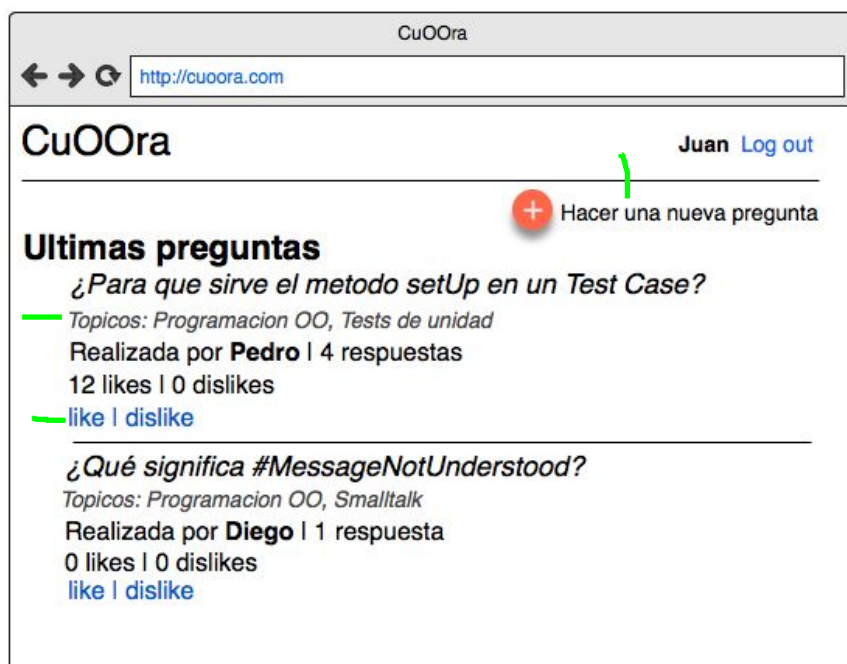 CuOOra
http://cuoora.com
CuOOra
Juan Log out
Hacer una nueva pregunta
Ultimas preguntas
¿Para que sirve el metodo setUp en un Test Case?
Topicos: Programacion OO, Tests de unidad
Realizada por Pedro | 4 respuestas
12 likes | 0 dislikes
like | dislike
¿Qué significa #MessageNotUnderstood?
Topicos: Programacion OO, Smalltalk
Realizada por Diego | 1 respuesta
0 likes | 0 dislikes
like | dislike